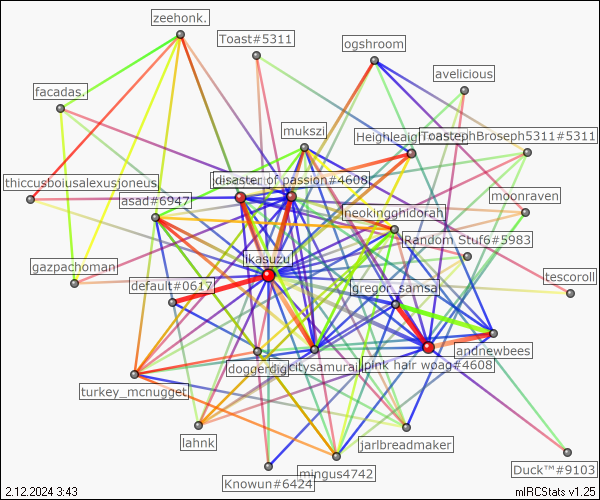 zeehonk.
Toast#5311
ogshroom
avelicious
facadas.
mukszi
Heighleaigh
ToastephBroseph5311#5311
thiccusboiusalexusjoneus
disaster of passion#4608
asad#6947
moonraven
neokingghidorah
Random Stuf6#5983
gazpachoman
ikasuzu
default#0617
gregor_samsa
tescoroll
doggerdig
citysamurai
pink hair woag#4608
andnewbees
turkey_mcnugget
lahnk
jarlbreadmaker
Knowun#6424
mingus4742
Duck™#9103
2.12.2024 3:43
mIRCStats v1.25